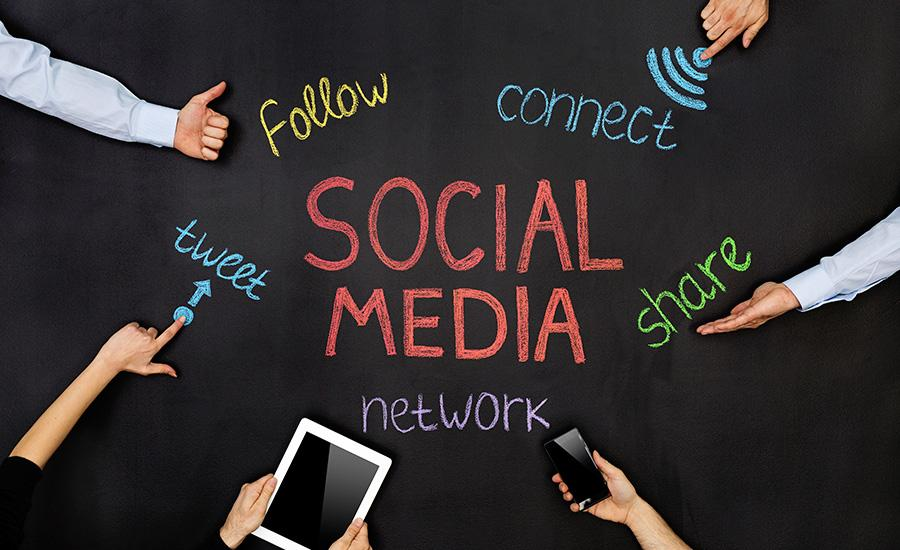 Follow
connect
SOCIAL
MEDIA
tweet
share
network